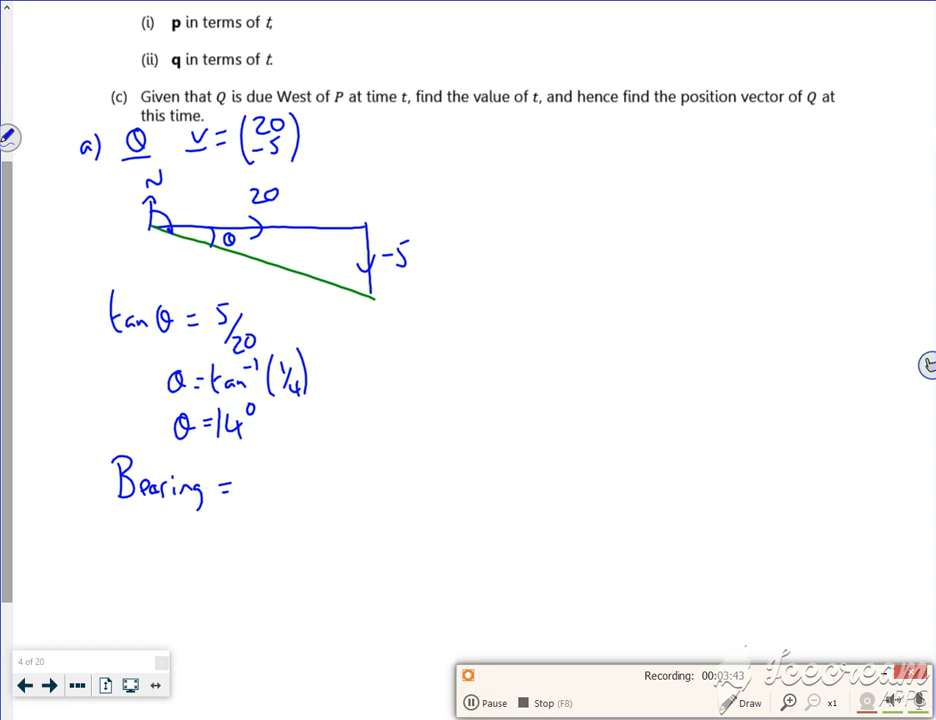 (i) p in terms of t,
(ii) q in terms of t.
(c) Given that Q is due West of P at time t, find the value of t, and hence find the position vector of Q at
this time.
a) Q v = (20
-5)
N
20
θ
-5
tan θ = 5/20
θ = tan⁻¹ (1/4)
θ = 14°
Bearing =
4 of 20
Recording: 00:03:43
Icecream
APPS
Pause Stop (F8) Draw x1